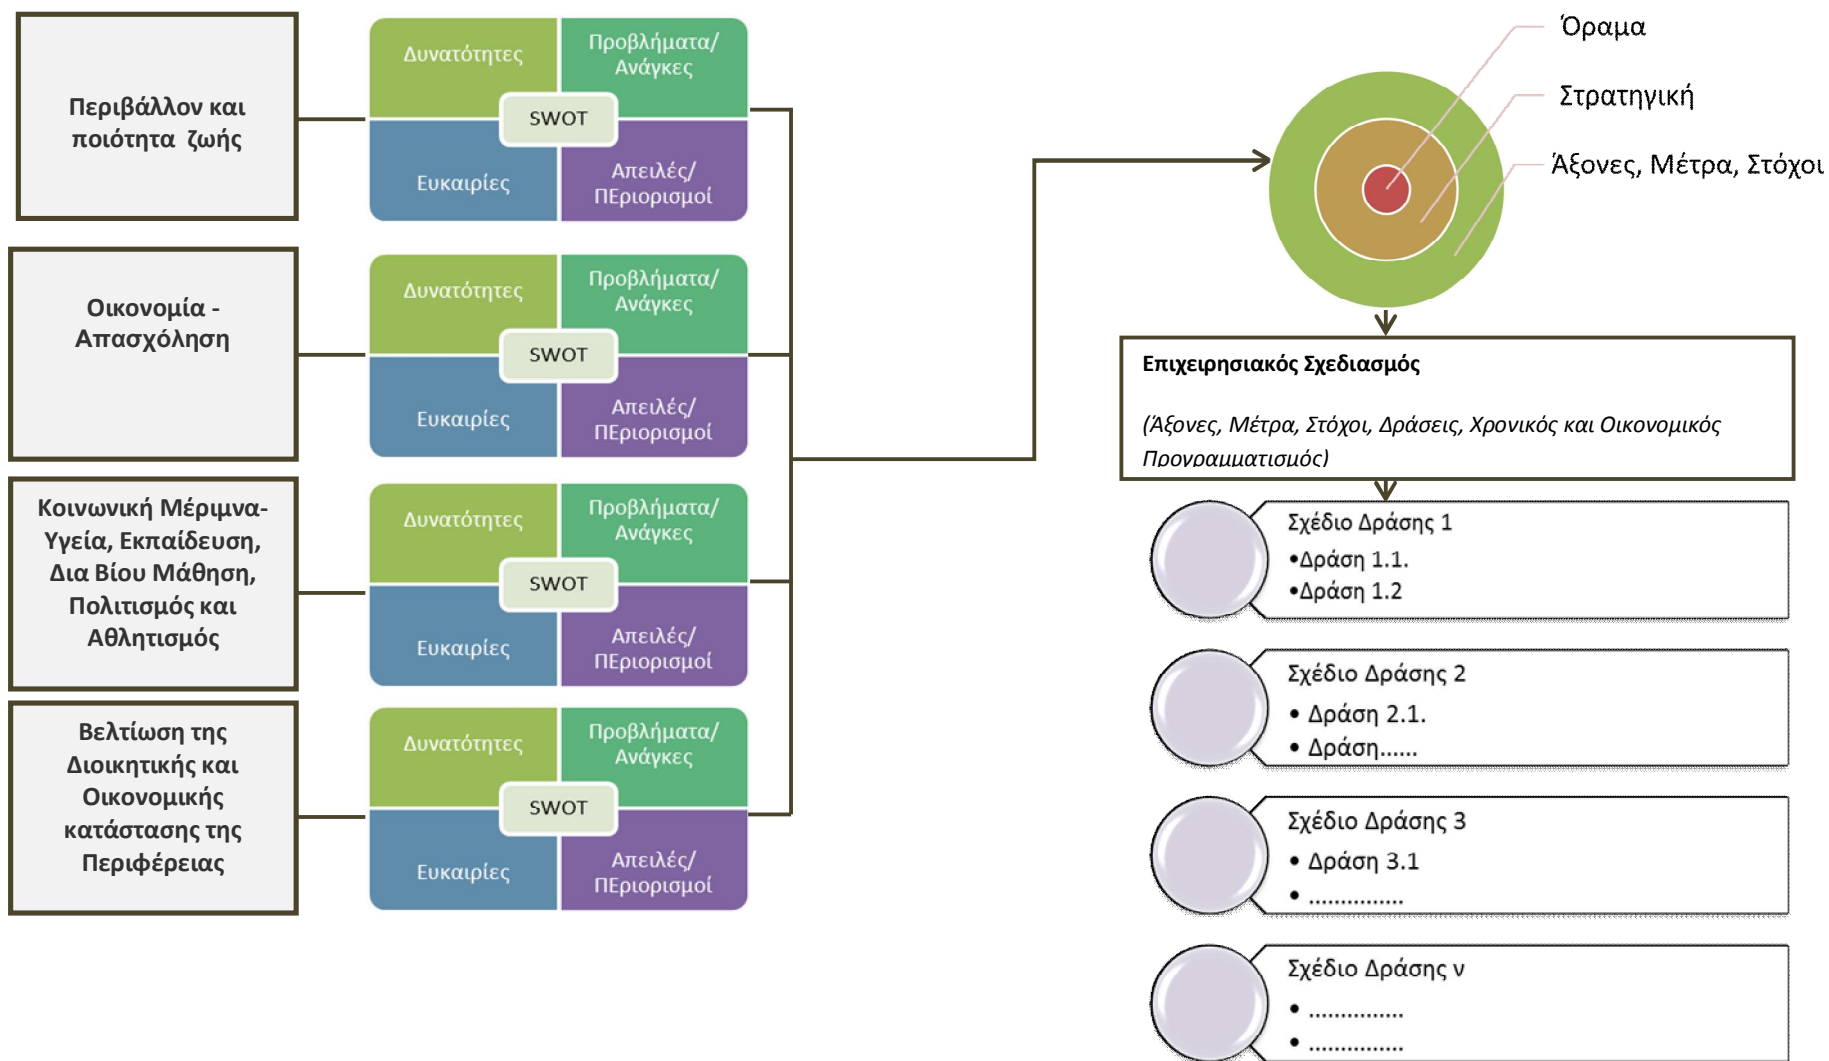 Περιβάλλον και
ποιότητα ζωής
Δυνατότητες
Προβλήματα/
Ανάγκες
SWOT
Ευκαιρίες
Απειλές/
ΠΕριορισμοί
Οικονομία -
Απασχόληση
Δυνατότητες
Προβλήματα/
Ανάγκες
SWOT
Ευκαιρίες
Απειλές/
ΠΕριορισμοί
Κοινωνική Μέριμνα-
Υγεία, Εκπαίδευση,
Δια Βίου Μάθηση,
Πολιτισμός και
Αθλητισμός
Δυνατότητες
Προβλήματα/
Ανάγκες
SWOT
Ευκαιρίες
Απειλές/
ΠΕριορισμοί
Βελτίωση της
Διοικητικής και
Οικονομικής
κατάστασης της
Περιφέρειας
Δυνατότητες
Προβλήματα/
Ανάγκες
SWOT
Ευκαιρίες
Απειλές/
ΠΕριορισμοί
Όραμα
Στρατηγική
Άξονες, Μέτρα, Στόχοι
Επιχειρησιακός Σχεδιασμός
(Άξονες, Μέτρα, Στόχοι, Δράσεις, Χρονικός και Οικονομικός
Προγραμματισμός)
Σχέδιο Δράσης 1
•Δράση 1.1.
•Δράση 1.2
Σχέδιο Δράσης 2
• Δράση 2.1.
• Δράση......
Σχέδιο Δράσης 3
• Δράση 3.1
• ...............
Σχέδιο Δράσης ν
• ...............
• ...............